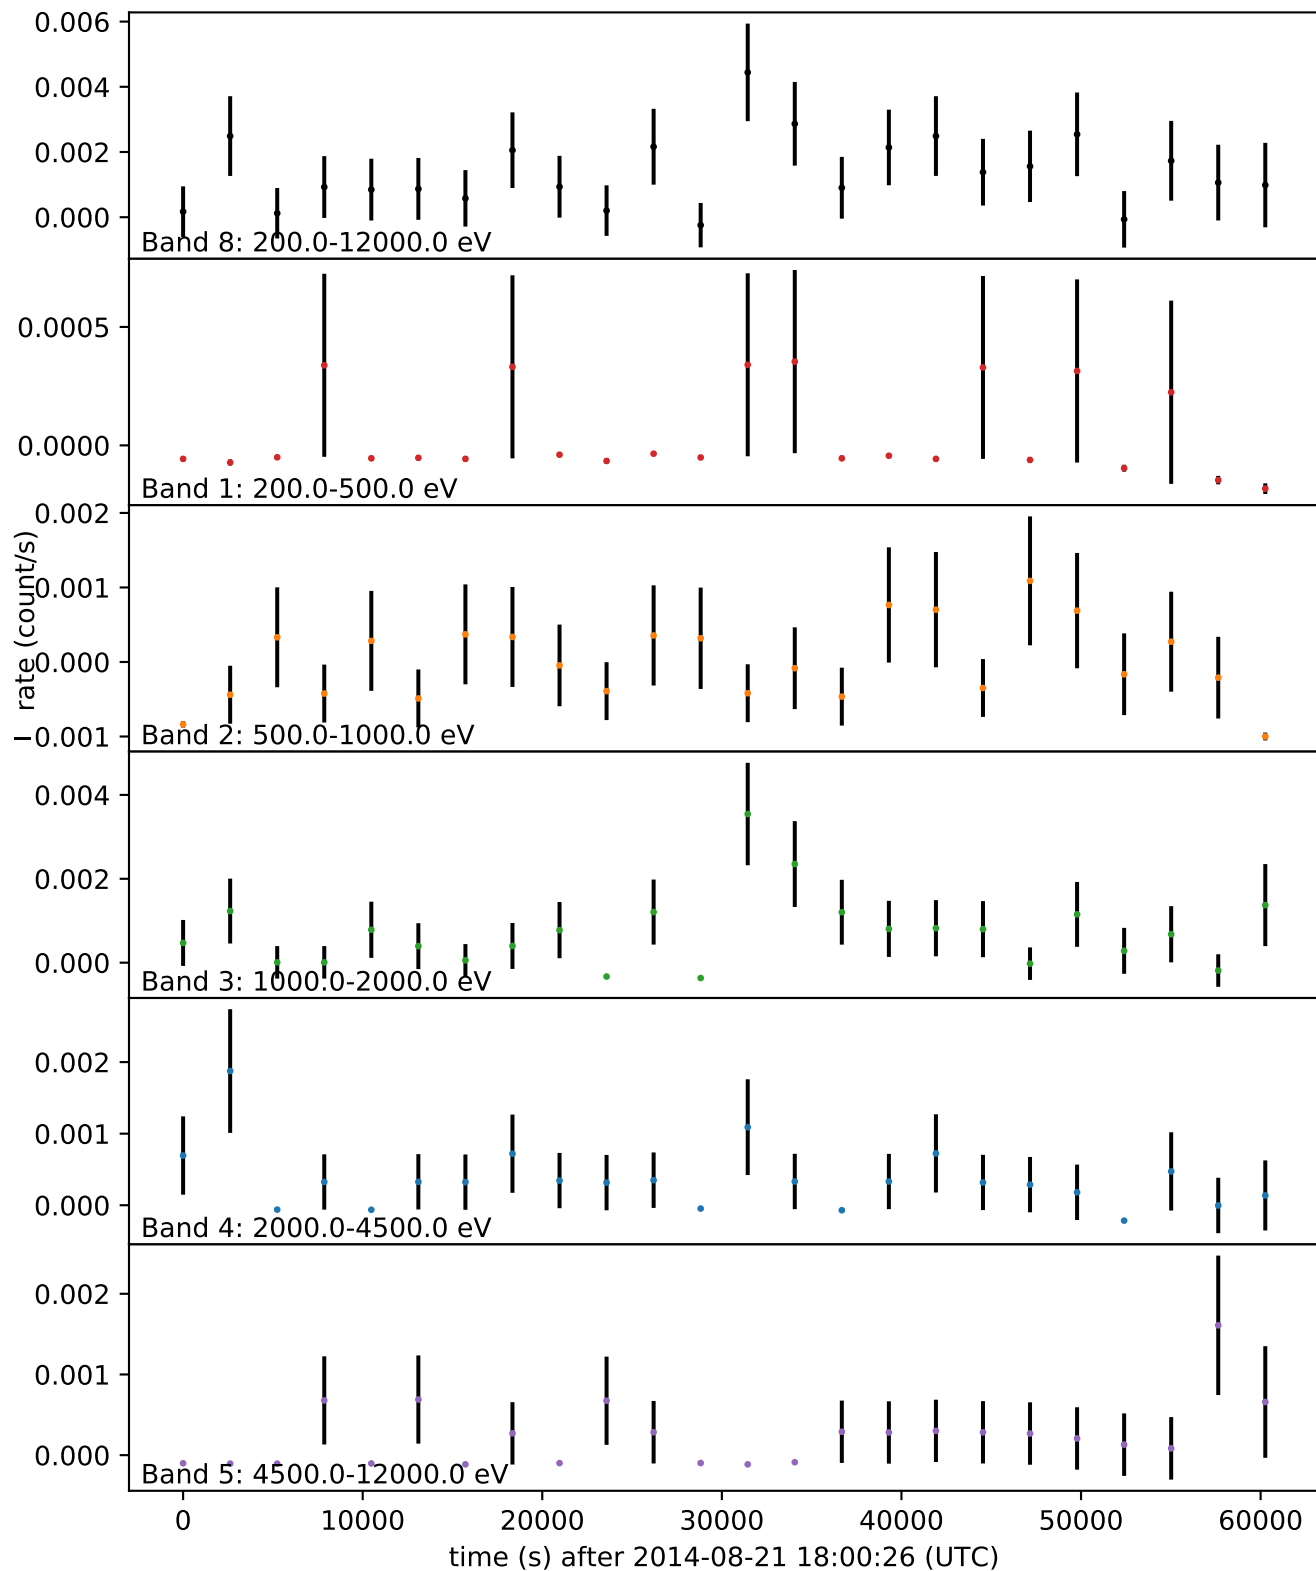 0.006
0.004
0.002
0.000
Band 8: 200.0-12000.0 eV
0.0005
0.0000
Band 1: 200.0-500.0 eV
rate (count/s)
0.002
0.001
0.000
−0.001
Band 2: 500.0-1000.0 eV
0.004
0.002
0.000
Band 3: 1000.0-2000.0 eV
0.002
0.001
0.000
Band 4: 2000.0-4500.0 eV
0.002
0.001
0.000
Band 5: 4500.0-12000.0 eV
0 10000 20000 30000 40000 50000 60000
time (s) after 2014-08-21 18:00:26 (UTC)